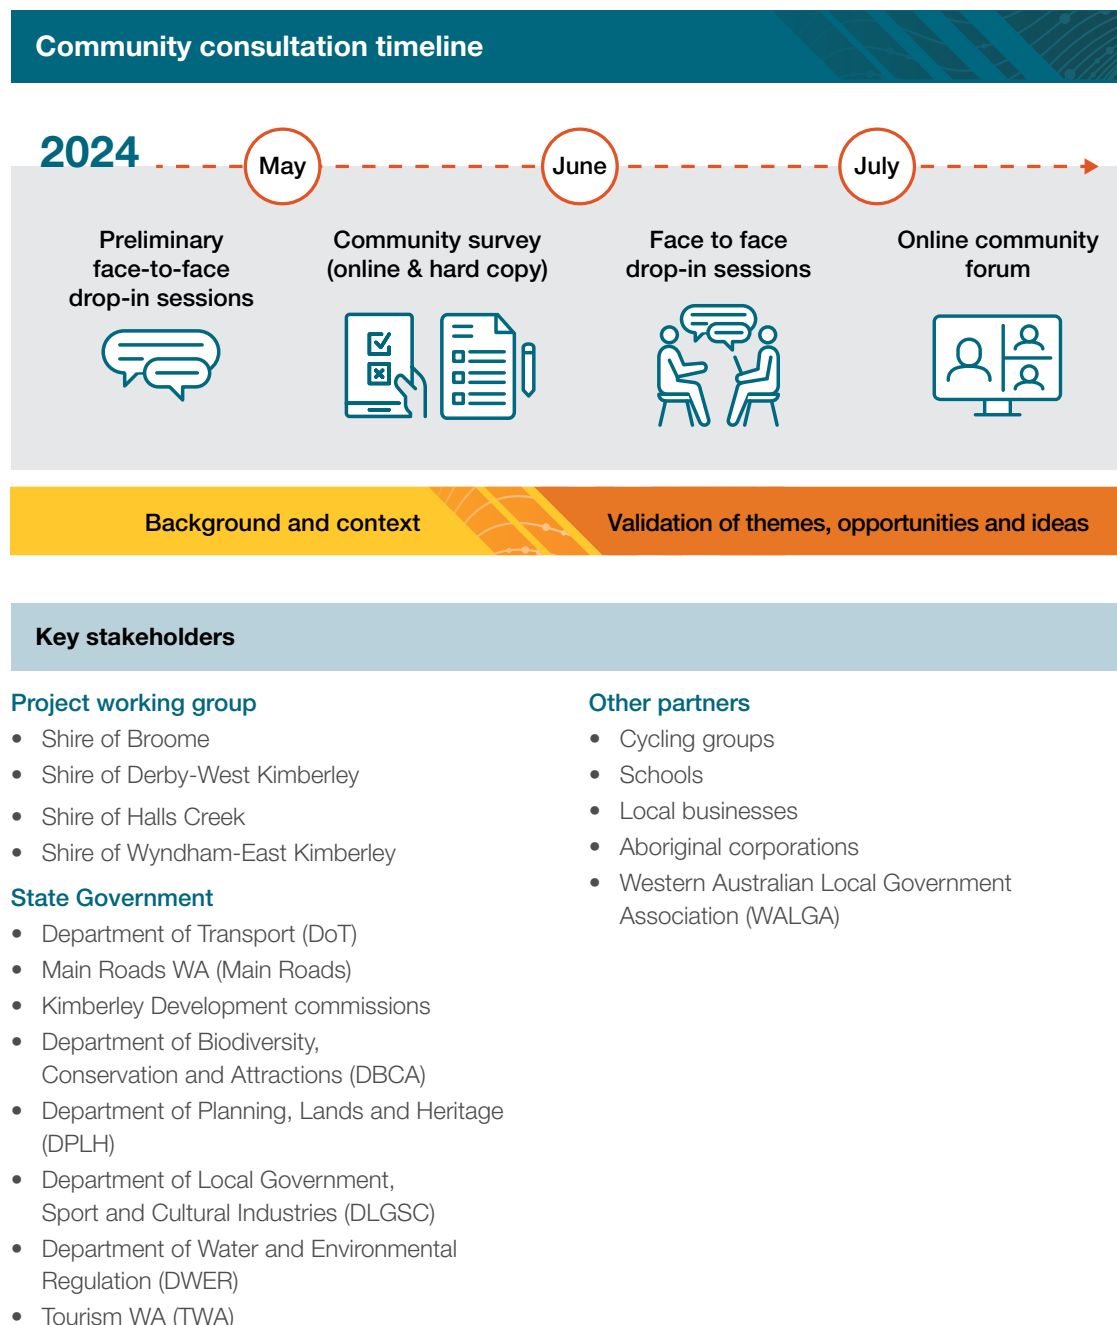 Community consultation timeline
2024
May
June
July
Preliminary
face-to-face
drop-in sessions
Community survey
(online & hard copy)
Face to face
drop-in sessions
Online community
forum
Background and context
Validation of themes, opportunities and ideas
Key stakeholders
Project working group
• Shire of Broome
• Shire of Derby-West Kimberley
• Shire of Halls Creek
• Shire of Wyndham-East Kimberley
State Government
• Department of Transport (DoT)
• Main Roads WA (Main Roads)
• Kimberley Development commissions
• Department of Biodiversity,
Conservation and Attractions (DBCA)
• Department of Planning, Lands and Heritage
(DPLH)
• Department of Local Government,
Sport and Cultural Industries (DLGSC)
• Department of Water and Environmental
Regulation (DWER)
• Tourism WA (TWA)
Other partners
• Cycling groups
• Schools
• Local businesses
• Aboriginal corporations
• Western Australian Local Government
Association (WALGA)